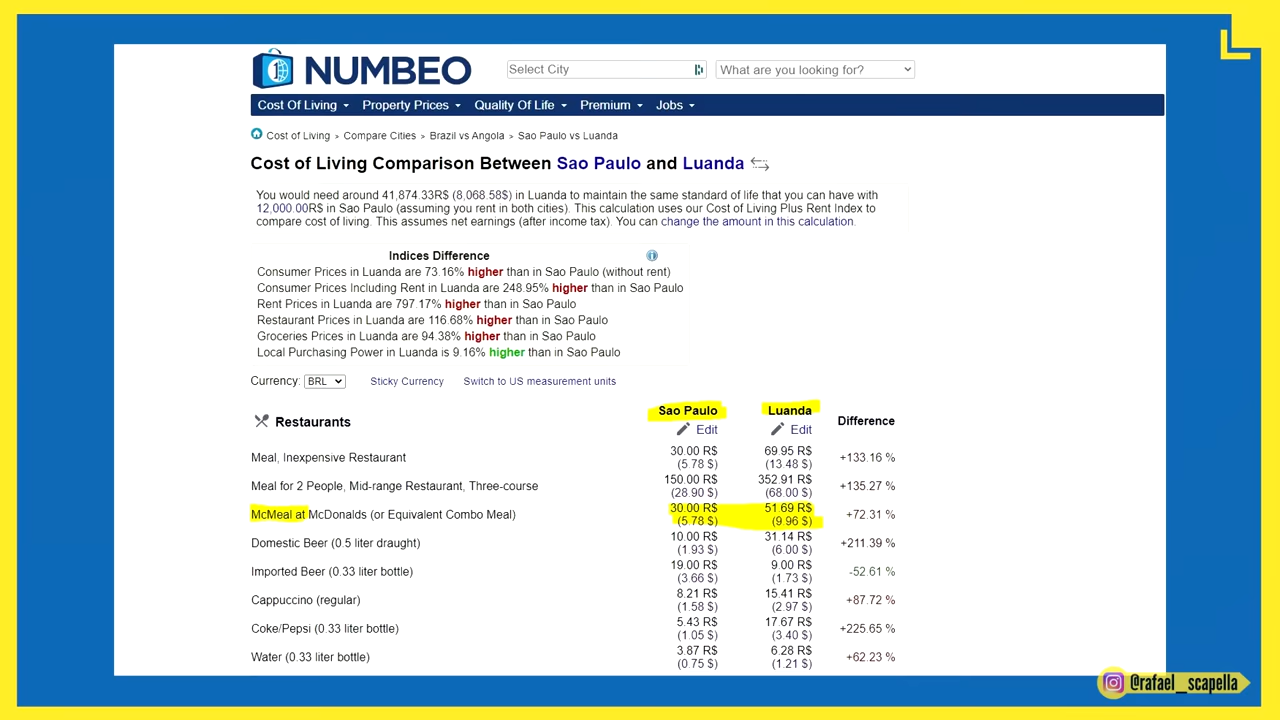 NUMBEO
Select City
What are you looking for?
Cost Of Living Property Prices Quality Of Life Premium Jobs
Cost of Living > Compare Cities > Brazil vs Angola > Sao Paulo vs Luanda
Cost of Living Comparison Between Sao Paulo and Luanda
You would need around 41,874.33R$ (8,068.58$) in Luanda to maintain the same standard of life that you can have with
12,000.00R$ in Sao Paulo (assuming you rent in both cities). This calculation uses our Cost of Living Plus Rent Index to
compare cost of living. This assumes net earnings (after income tax). You can change the amount in this calculation.
Indices Difference
Consumer Prices in Luanda are 73.16% higher than in Sao Paulo (without rent)
Consumer Prices Including Rent in Luanda are 248.95% higher than in Sao Paulo
Rent Prices in Luanda are 797.17% higher than in Sao Paulo
Restaurant Prices in Luanda are 116.68% higher than in Sao Paulo
Groceries Prices in Luanda are 94.38% higher than in Sao Paulo
Local Purchasing Power in Luanda is 9.16% higher than in Sao Paulo
Currency: BRL Sticky Currency Switch to US measurement units
Restaurants Sao Paulo Edit Luanda Edit Difference
Meal, Inexpensive Restaurant 30.00 R$ (5.78 $) 69.95 R$ (13.48 $) +133.16 %
Meal for 2 People, Mid-range Restaurant, Three-course 150.00 R$ (28.90 $) 352.91 R$ (68.00 $) +135.27 %
McMeal at McDonalds (or Equivalent Combo Meal) 30.00 R$ (5.78 $) 51.69 R$ (9.96 $) +72.31 %
Domestic Beer (0.5 liter draught) 10.00 R$ (1.93 $) 31.14 R$ (6.00 $) +211.39 %
Imported Beer (0.33 liter bottle) 19.00 R$ (3.66 $) 9.00 R$ (1.73 $) -52.61 %
Cappuccino (regular) 8.21 R$ (1.58 $) 15.41 R$ (2.97 $) +87.72 %
Coke/Pepsi (0.33 liter bottle) 5.43 R$ (1.05 $) 17.67 R$ (3.40 $) +225.65 %
Water (0.33 liter bottle) 3.87 R$ (0.75 $) 6.28 R$ (1.21 $) +62.23 %
@rafael_scapella